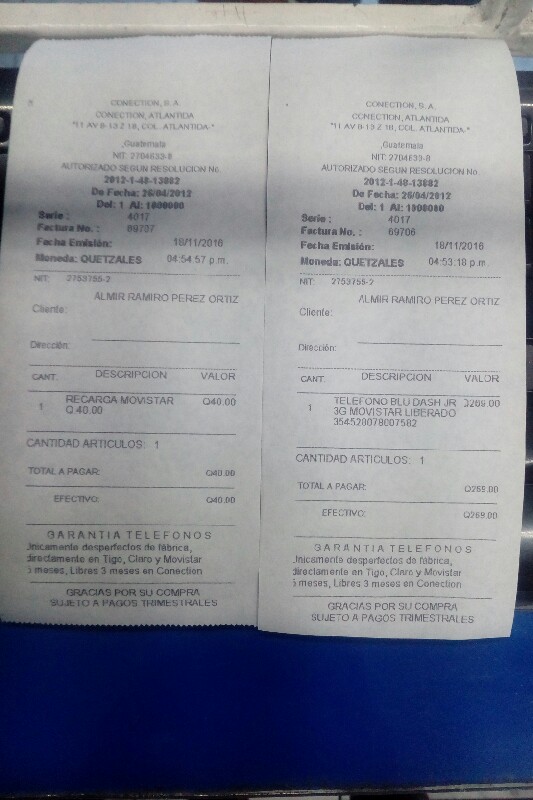 CONECTION, S.A.
CONECTION, ATLANTIDA
"11 AV 8-13 Z 18, COL. ATLANTIDA."
,Guatemala
NIT: 2704633-8
AUTORIZADO SEGUN RESOLUCION No.
2012-1-48-13882
De Fecha: 26/04/2012
Del: 1 Al: 1000000
Serie : 4017
Factura No. : 69707
Fecha Emisión: 18/11/2016
Moneda: QUETZALES 04:54:57 p.m.
NIT: 2753755-2
ALMIR RAMIRO PEREZ ORTIZ
Cliente:
Dirección:
CANT. DESCRIPCION VALOR
1 RECARGA MOVISTAR Q40.00
Q.40.00
CANTIDAD ARTICULOS: 1
TOTAL A PAGAR: Q40.00
EFECTIVO: Q40.00
GARANTIA TELEFONOS
Unicamente desperfectos de fábrica,
directamente en Tigo, Claro y Movistar
meses, Libres 3 meses en Conection
GRACIAS POR SU COMPRA
SUJETO A PAGOS TRIMESTRALES
CONECTION, S.A.
CONECTION, ATLANTIDA
"11 AV 8-13 Z 18, COL. ATLANTIDA."
,Guatemala
NIT: 2704633-8
AUTORIZADO SEGUN RESOLUCION No.
2012-1-48-13882
De Fecha: 26/04/2012
Del: 1 Al: 1000000
Serie : 4017
Factura No. : 69706
Fecha Emisión: 18/11/2016
Moneda: QUETZALES 04:53:18 p.m.
NIT: 2753755-2
ALMIR RAMIRO PEREZ ORTIZ
Cliente:
Dirección:
CANT. DESCRIPCION VALOR
1 TELEFONO BLU DASH JR Q269.00
3G MOVISTAR LIBERADO
354528078007582
CANTIDAD ARTICULOS: 1
TOTAL A PAGAR: Q269.00
EFECTIVO: Q269.00
GARANTIA TELEFONOS
Unicamente desperfectos de fábrica,
directamente en Tigo, Claro y Movistar
meses, Libres 3 meses en Conection
GRACIAS POR SU COMPRA
SUJETO A PAGOS TRIMESTRALES